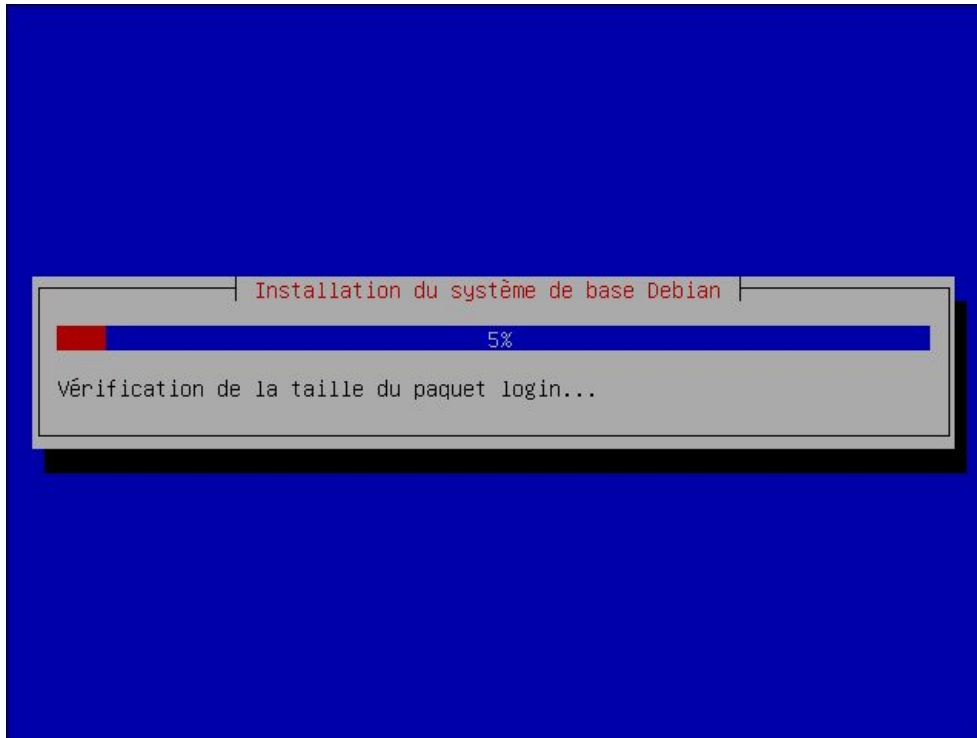 Installation du système de base Debian
5%
Vérification de la taille du paquet login...